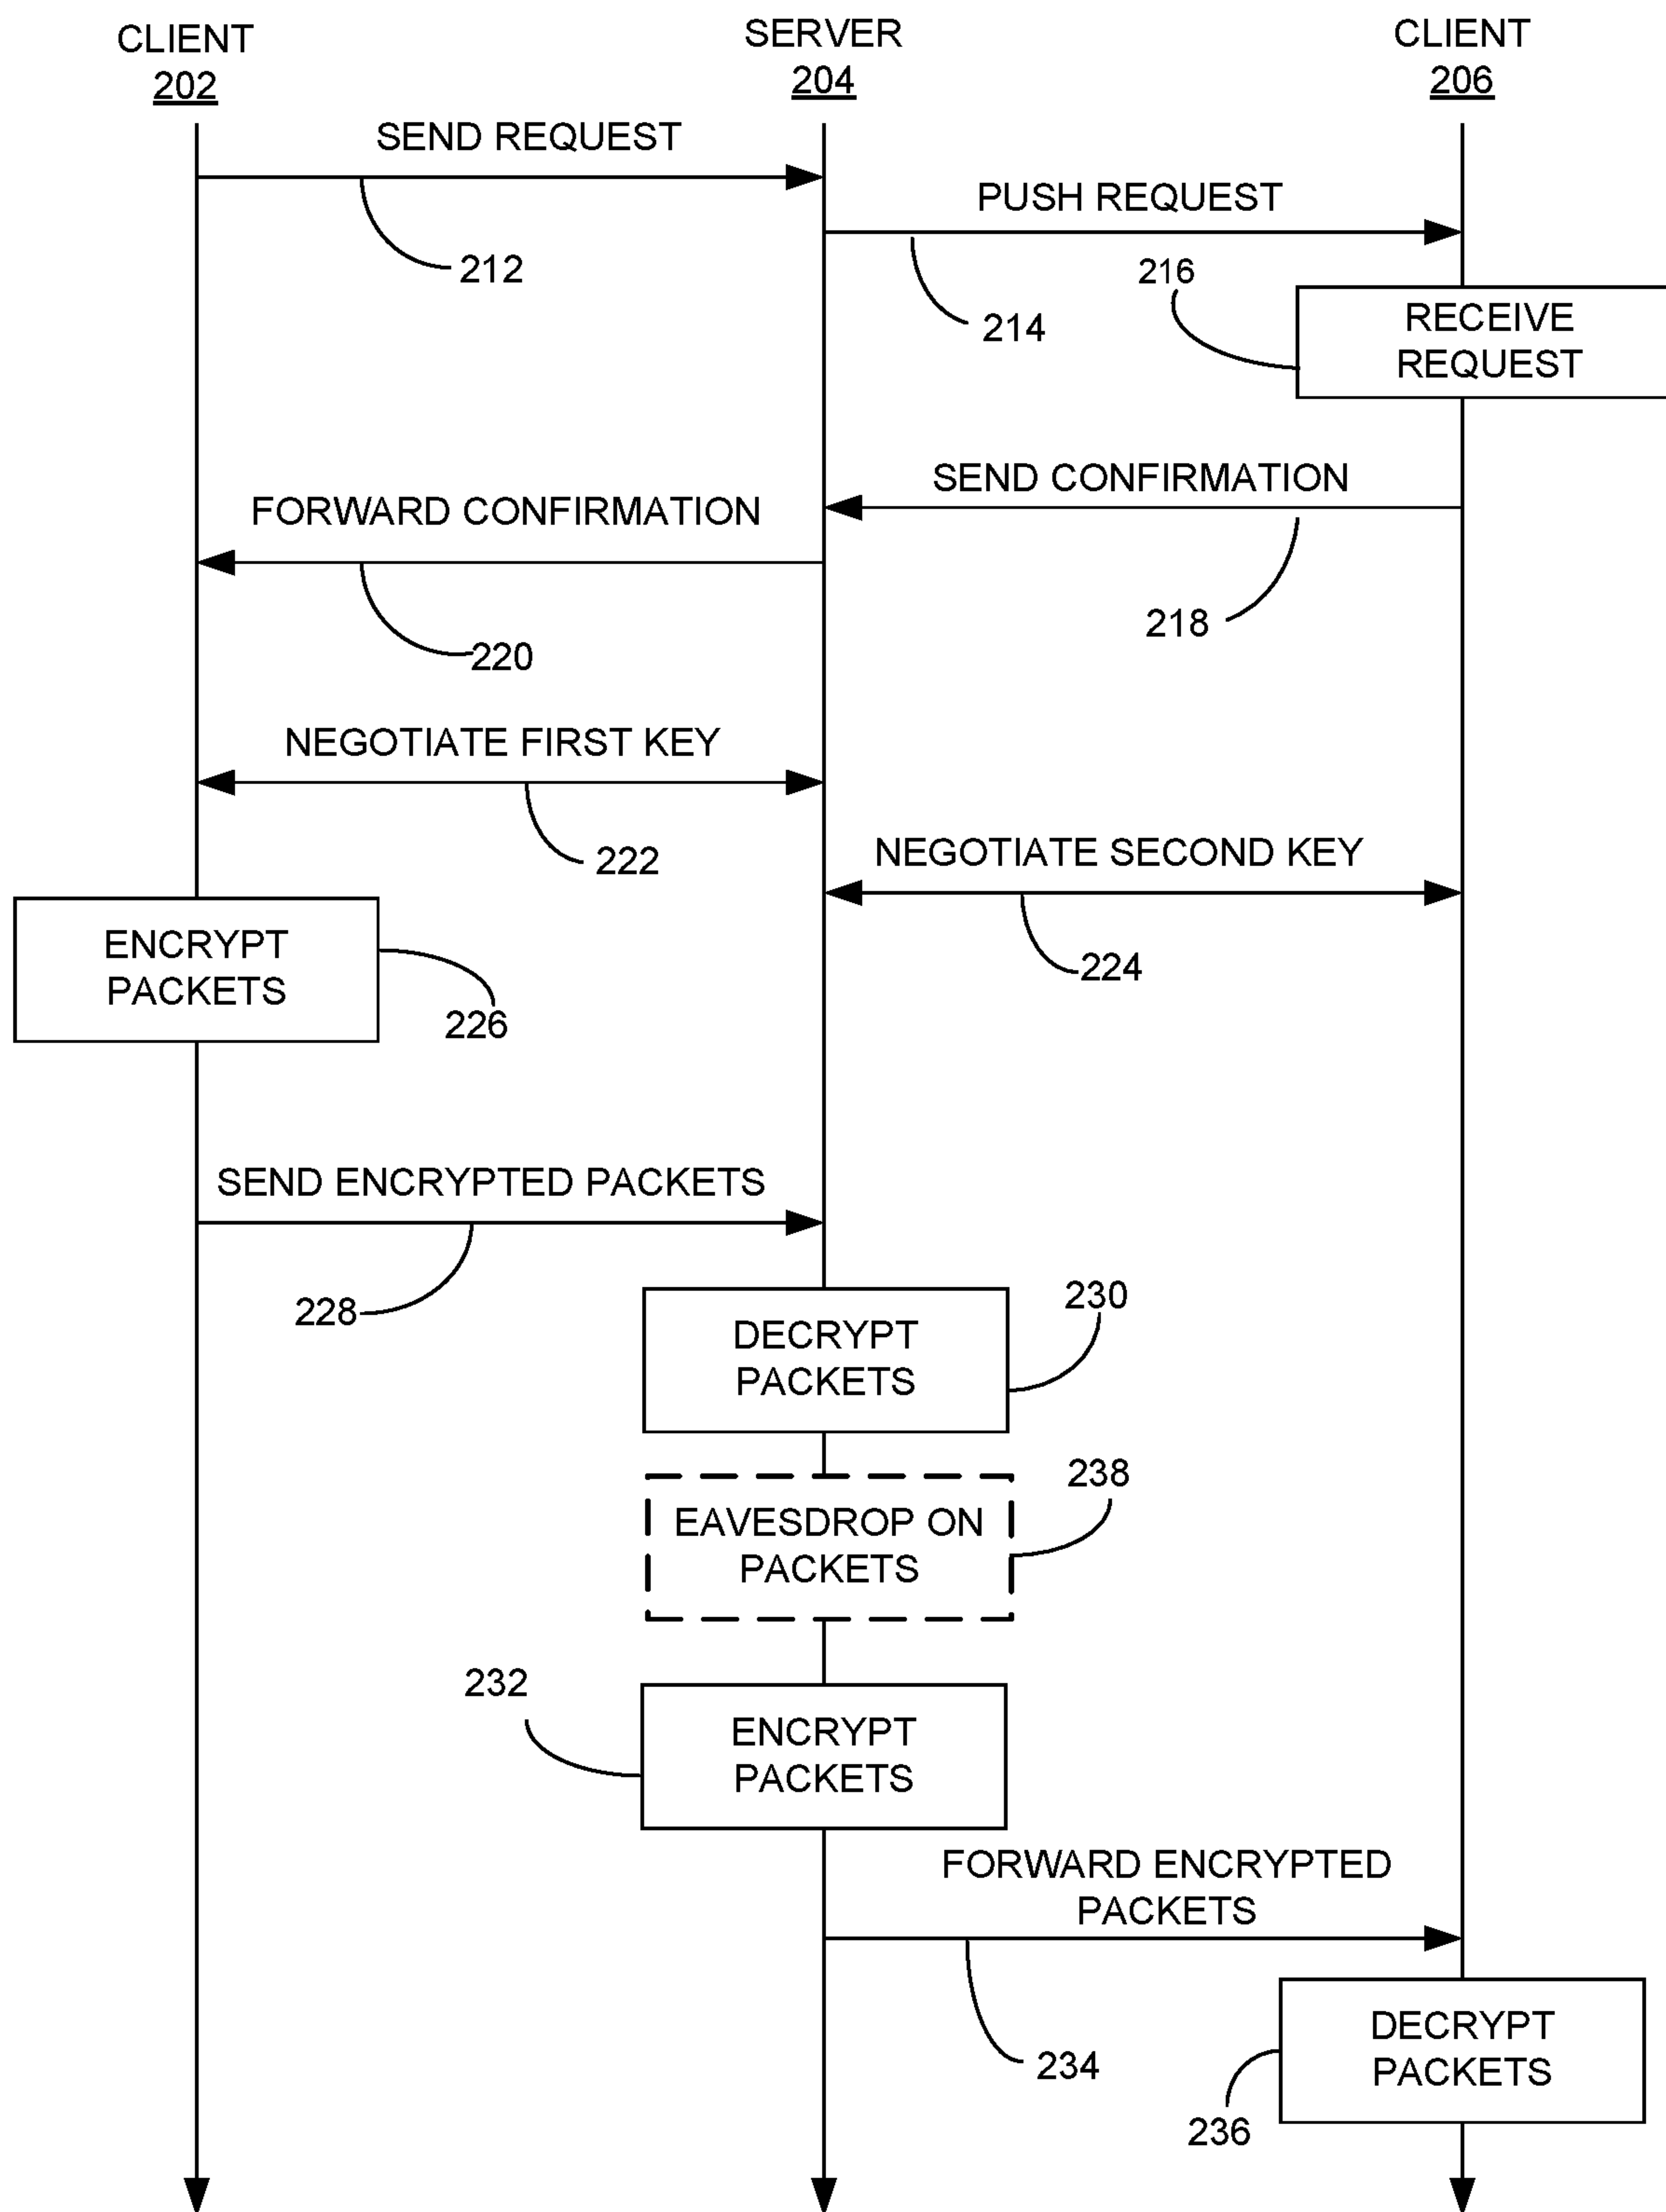 CLIENT
202
SERVER
204
CLIENT
206
SEND REQUEST
212
PUSH REQUEST
214
216
RECEIVE
REQUEST
SEND CONFIRMATION
218
FORWARD CONFIRMATION
220
NEGOTIATE FIRST KEY
222
NEGOTIATE SECOND KEY
224
ENCRYPT
PACKETS
226
SEND ENCRYPTED PACKETS
228
230
DECRYPT
PACKETS
238
EAVESDROP ON
PACKETS
232
ENCRYPT
PACKETS
FORWARD ENCRYPTED
PACKETS
234
DECRYPT
PACKETS
236